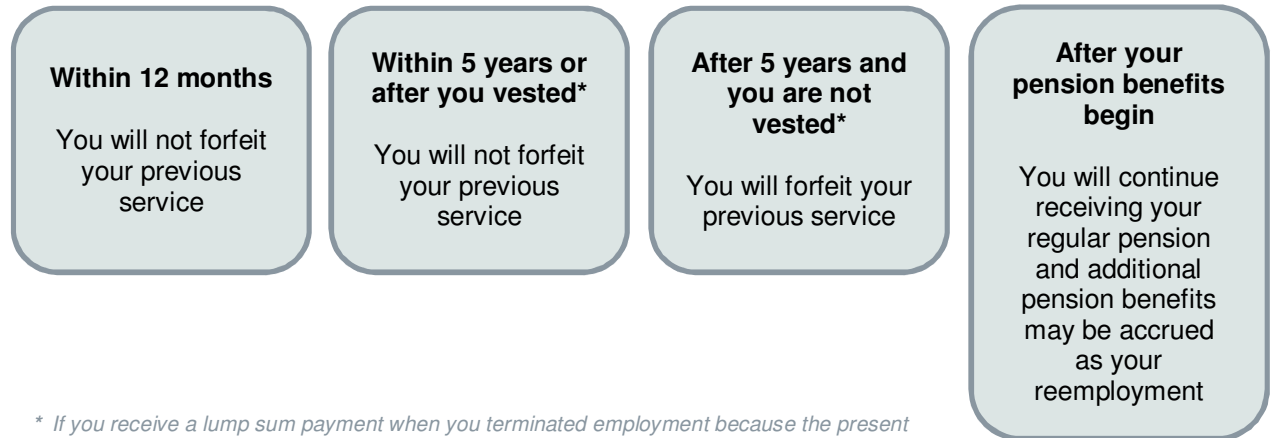 Within 12 months
You will not forfeit
your previous
service
Within 5 years or
after you vested*
You will not forfeit
your previous
service
After 5 years and
you are not
vested*
You will forfeit your
previous service
After your
pension benefits
begin
You will continue
receiving your
regular pension
and additional
pension benefits
may be accrued
as your
reemployment
* If you receive a lump sum payment when you terminated employment because the present